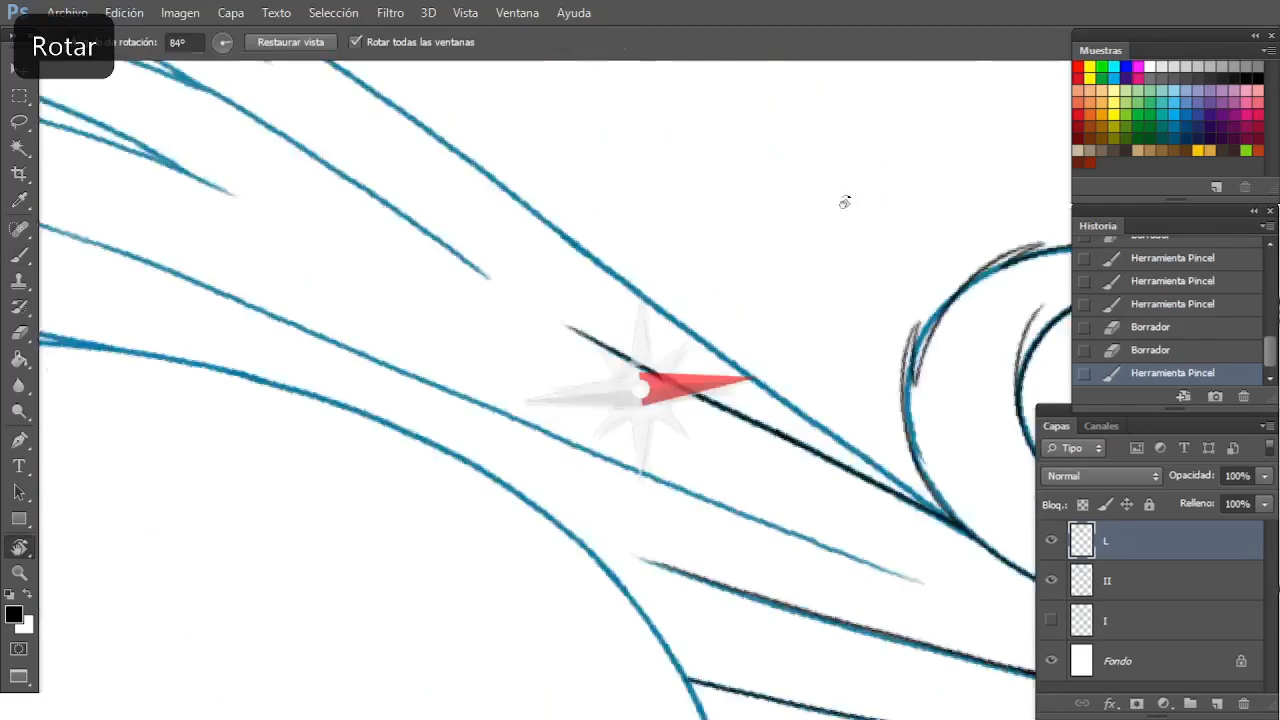 Ps Archivo Edición Imagen Capa Texto Selección Filtro 3D Vista Ventana Ayuda
Rotar
de rotación: 84º Restaurar vista Rotar todas las ventanas
Muestras
Historia
Borrador
Herramienta Pincel
Herramienta Pincel
Herramienta Pincel
Borrador
Borrador
Herramienta Pincel
Capas Canales
Tipo
Normal Opacidad: 100%
Bloq.: Relleno: 100%
L
II
I
Fondo